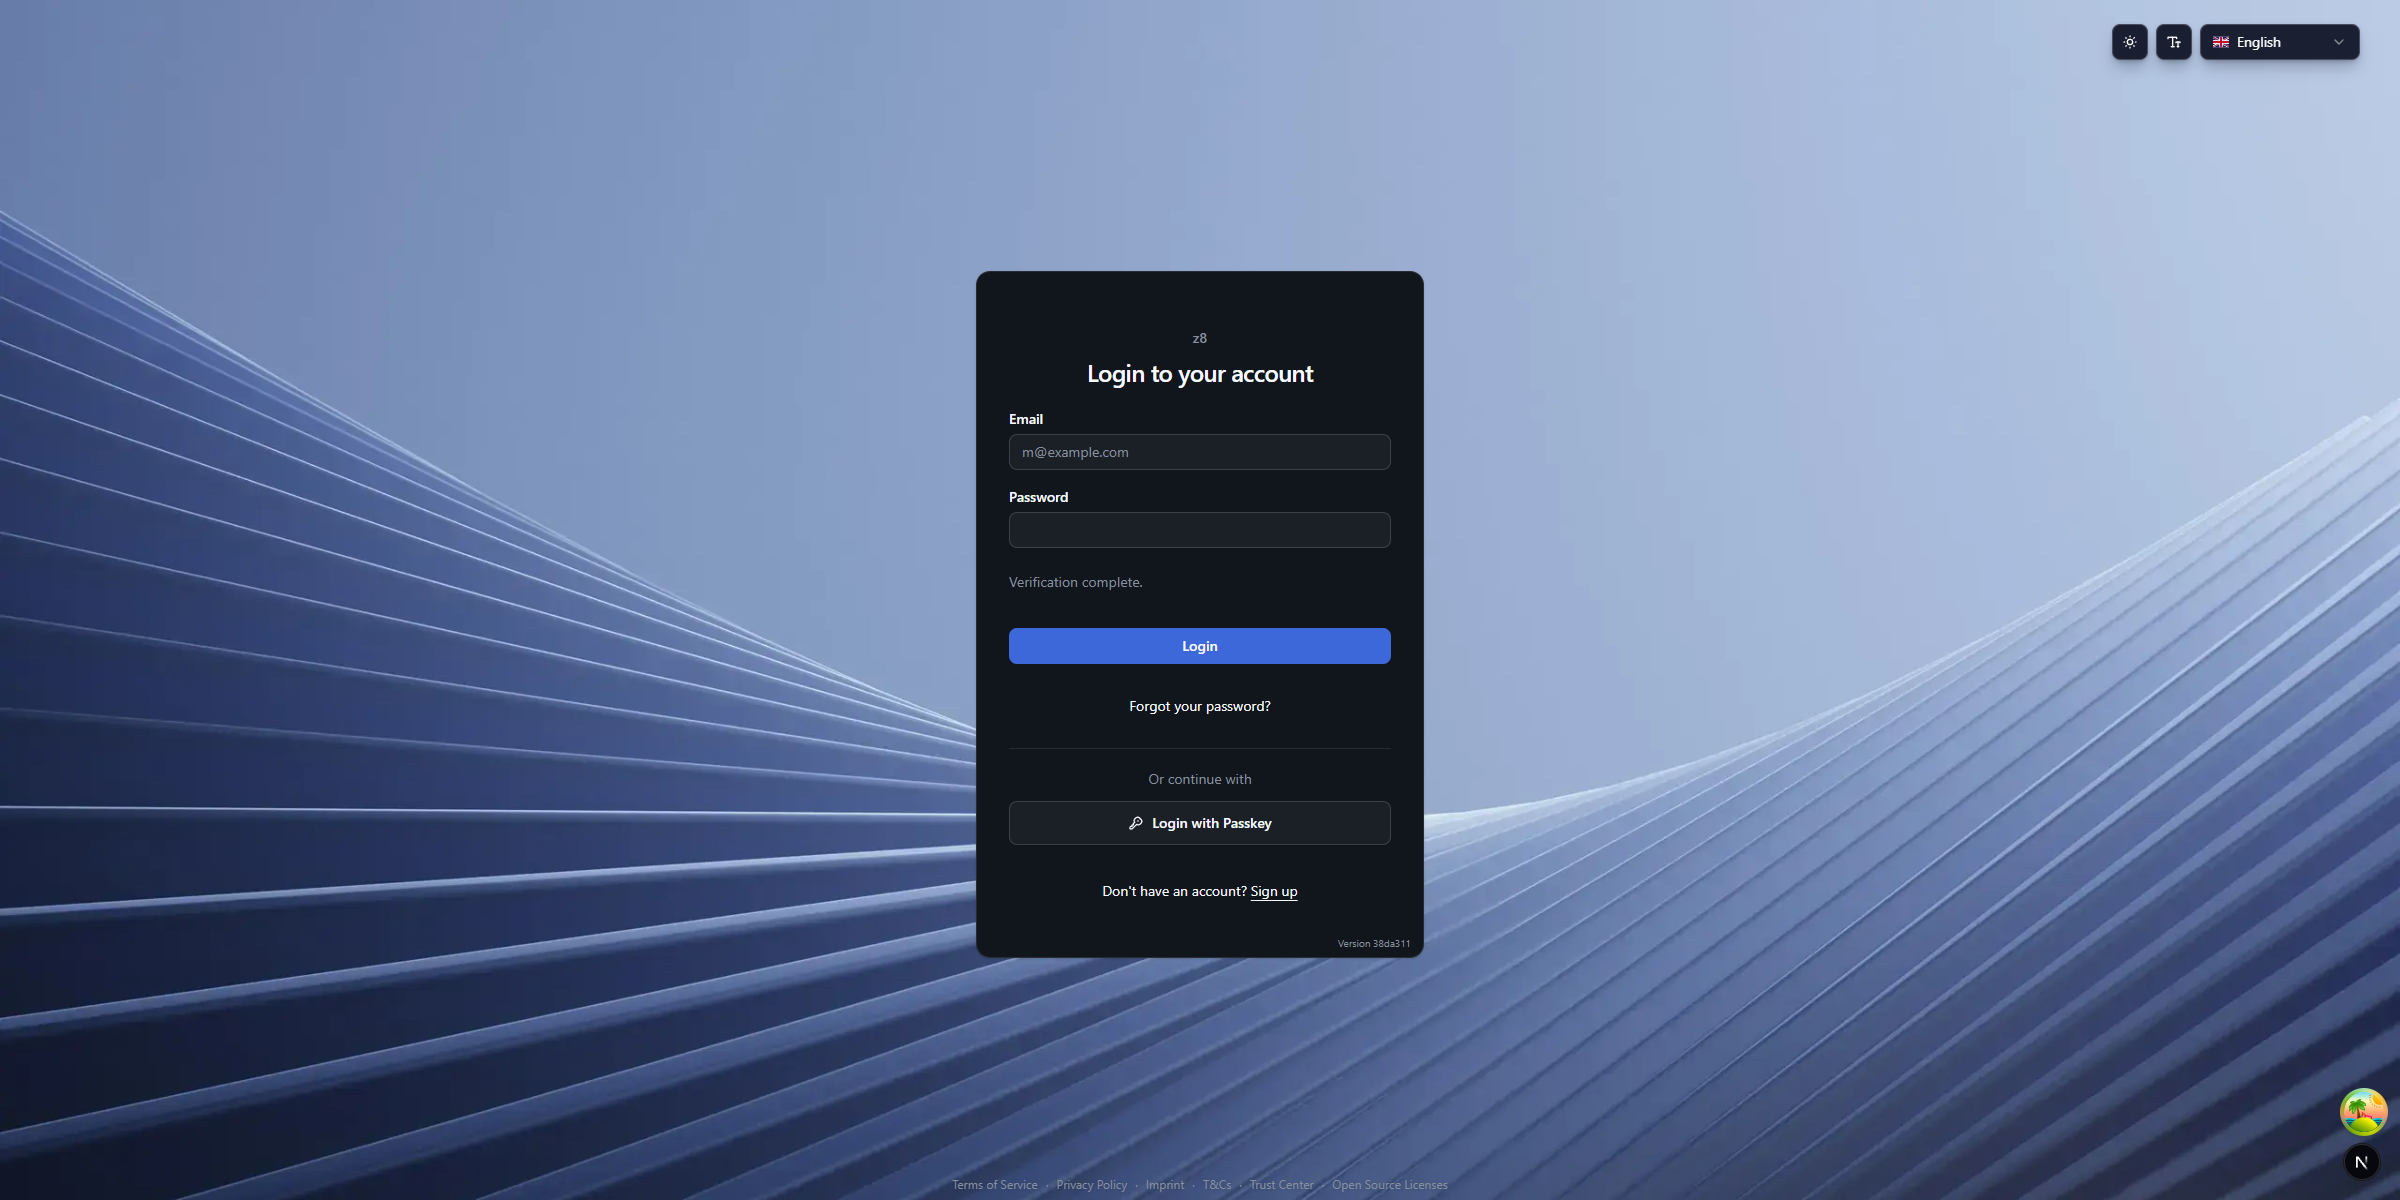 English
z8
Login to your account
Email
m@example.com
Password
Verification complete.
Login
Forgot your password?
Or continue with
Login with Passkey
Don't have an account? Sign up
Version 38da311
Terms of Service · Privacy Policy · Imprint · T&Cs · Trust Center · Open Source Licenses